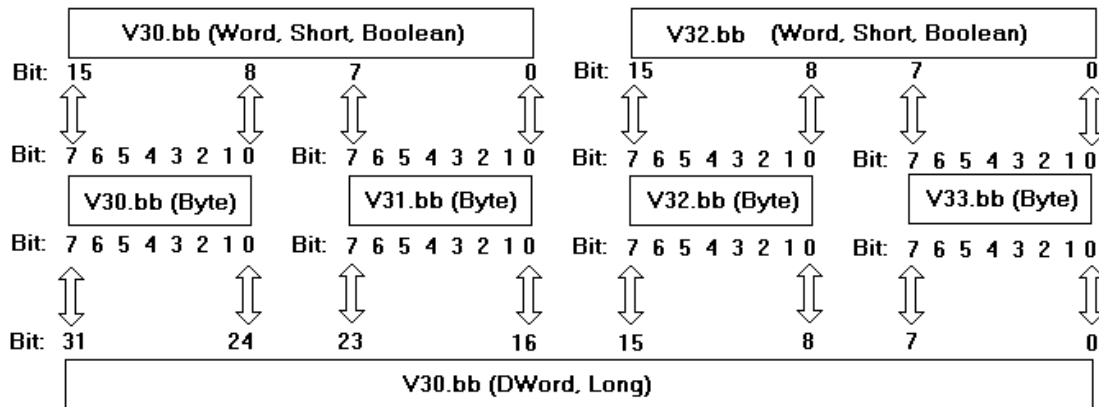 V30.bb (Word, Short, Boolean) V32.bb (Word, Short, Boolean)
Bit: 15 8 7 0 Bit: 15 8 7 0
Bit: 7 6 5 4 3 2 1 0 Bit: 7 6 5 4 3 2 1 0 Bit: 7 6 5 4 3 2 1 0 Bit: 7 6 5 4 3 2 1 0
V30.bb (Byte) V31.bb (Byte) V32.bb (Byte) V33.bb (Byte)
Bit: 7 6 5 4 3 2 1 0 Bit: 7 6 5 4 3 2 1 0 Bit: 7 6 5 4 3 2 1 0 Bit: 7 6 5 4 3 2 1 0
Bit: 31 24 23 16 15 8 7 0
V30.bb (DWord, Long)